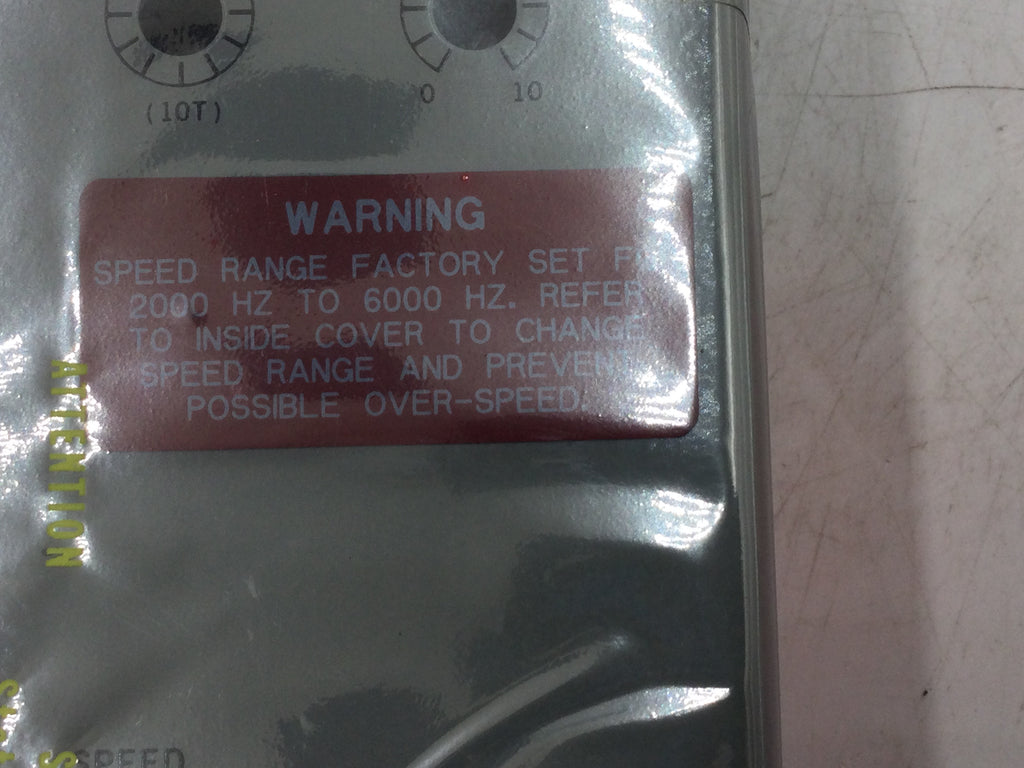 (10T)
0 10
WARNING
SPEED RANGE FACTORY SET
2000 HZ TO 6000 HZ. REFER
TO INSIDE COVER TO CHANGE
SPEED RANGE AND PREVENT
POSSIBLE OVER-SPEED.
ATTENTION
SPEED